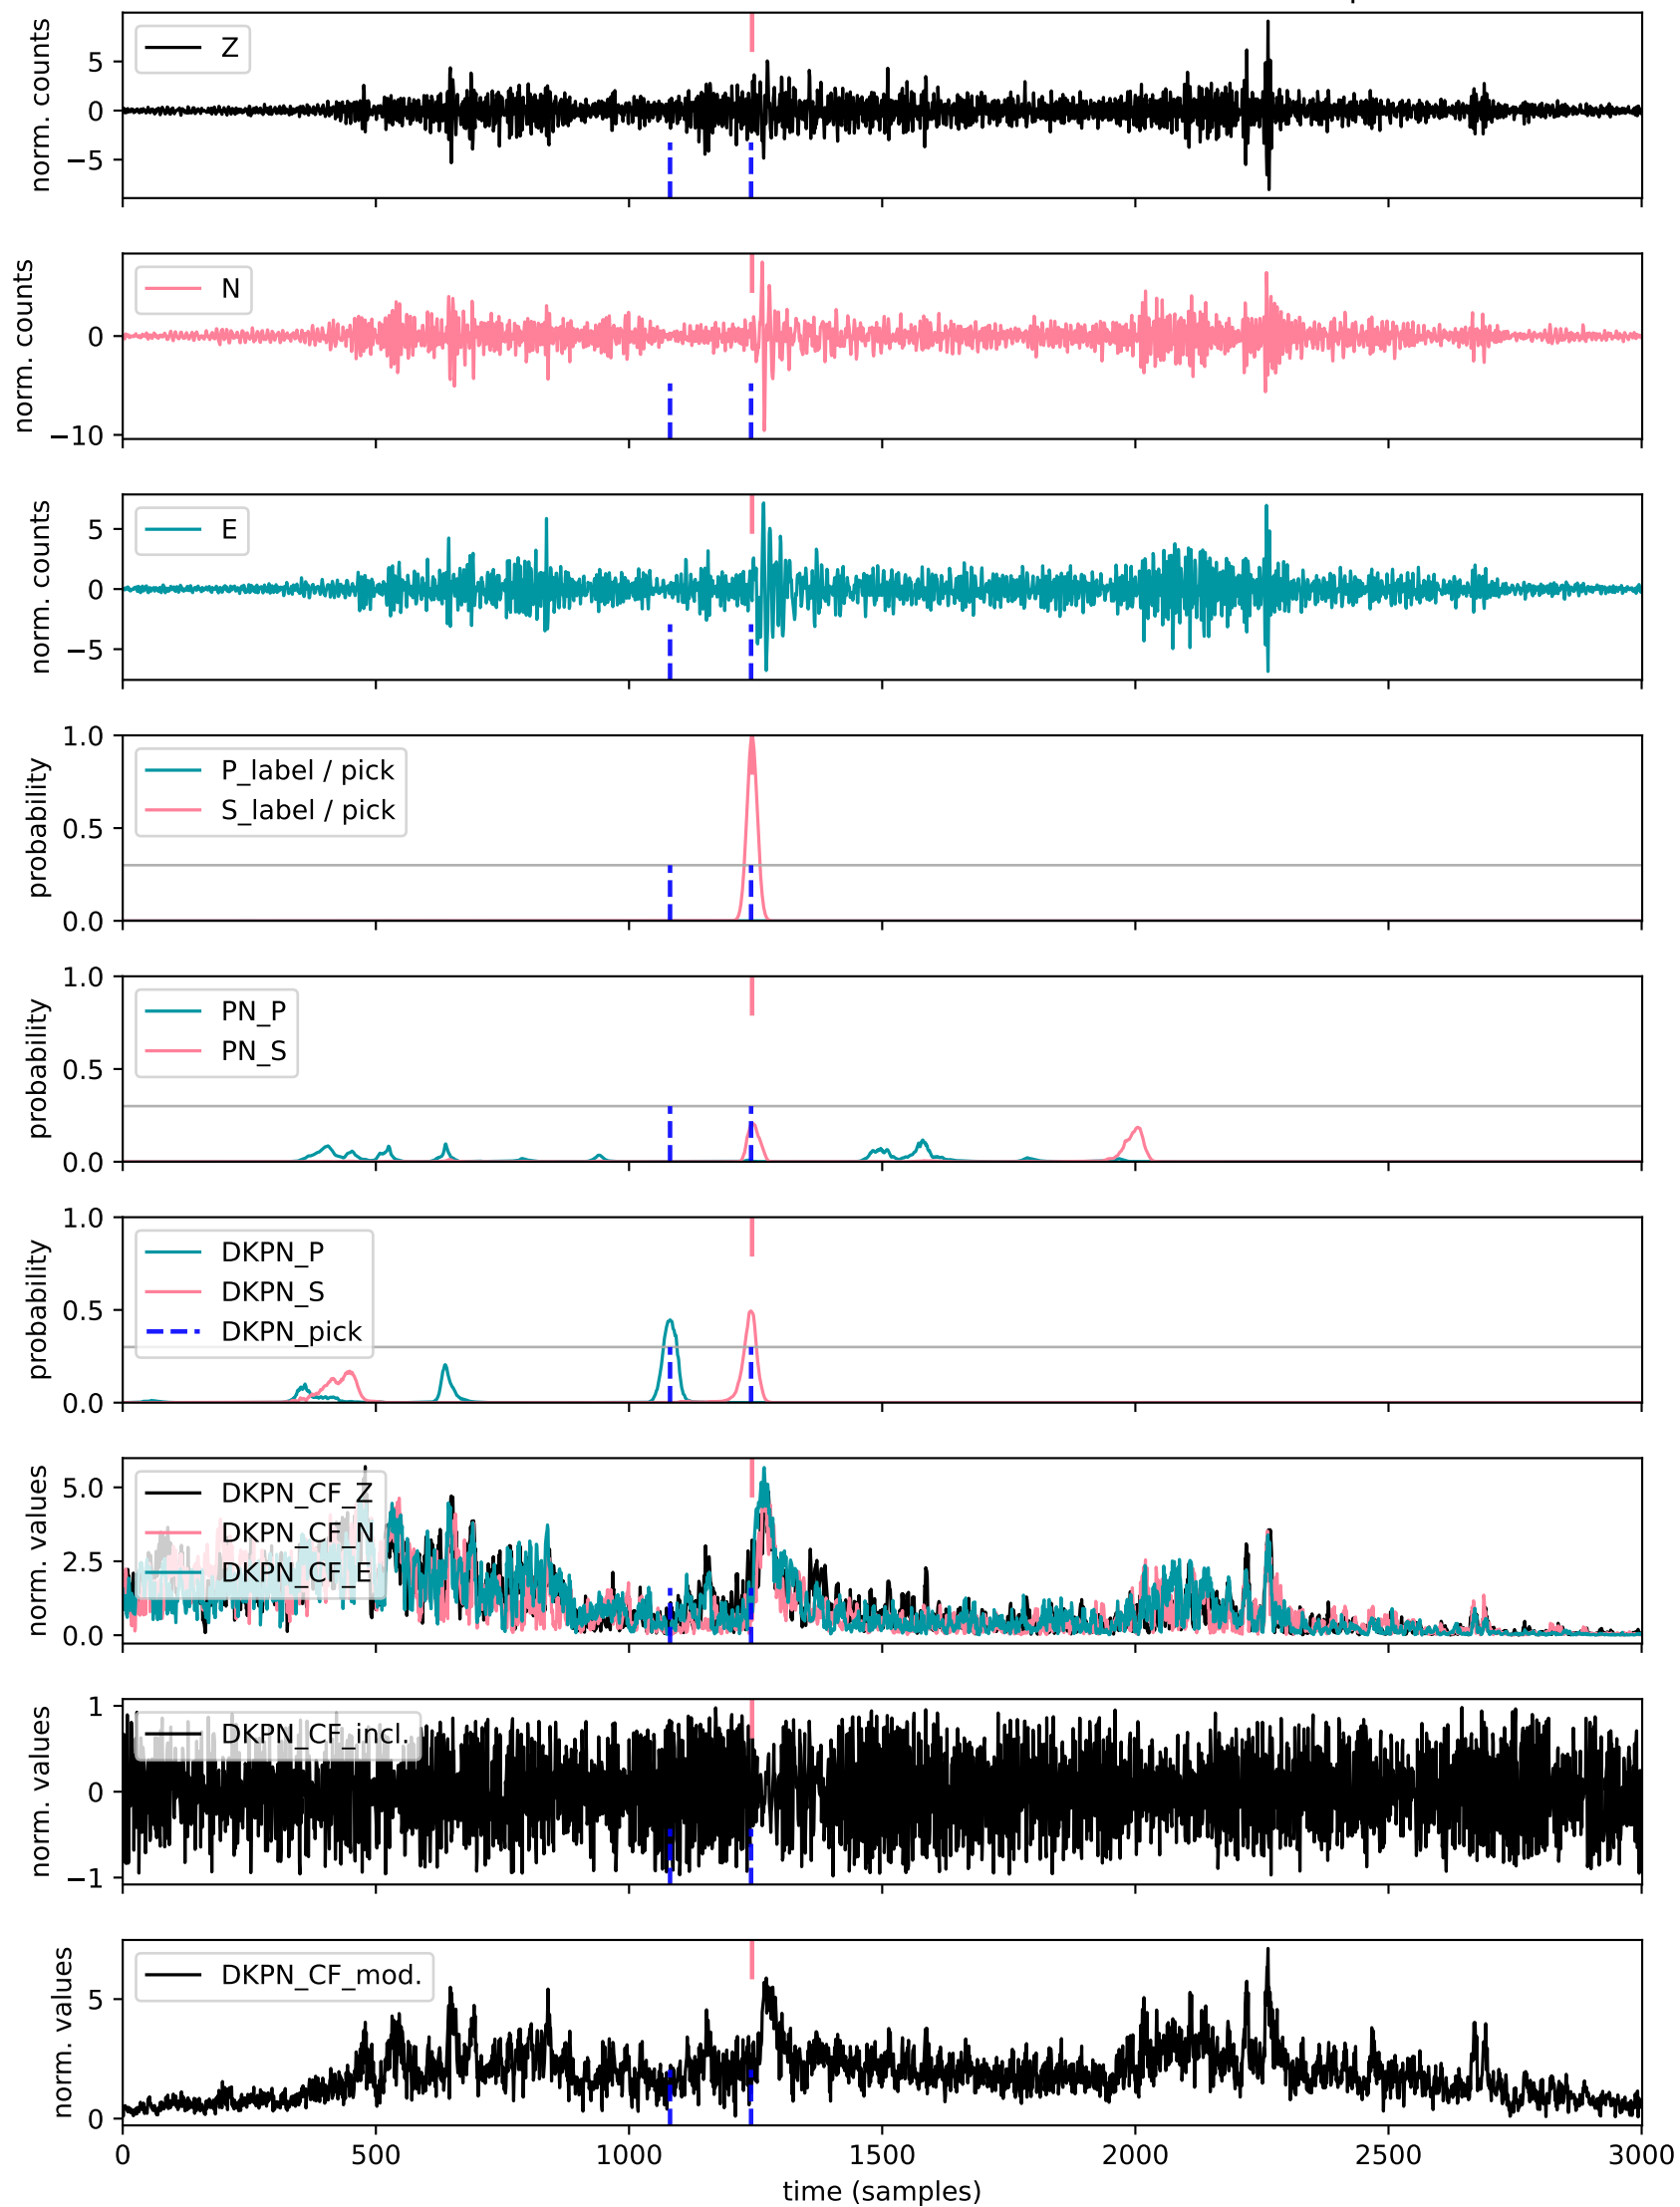 Z
norm. counts
5
0
−5
N
norm. counts
0
−10
E
norm. counts
5
0
−5
P_label / pick
S_label / pick
probability
1.0
0.5
0.0
PN_P
PN_S
probability
1.0
0.5
0.0
DKPN_P
DKPN_S
DKPN_pick
probability
1.0
0.5
0.0
DKPN_CF_Z
DKPN_CF_N
DKPN_CF_E
norm. values
5.0
2.5
0.0
DKPN_CF_incl.
norm. values
1
0
−1
DKPN_CF_mod.
norm. values
5
0
0 500 1000 1500 2000 2500 3000
time (samples)